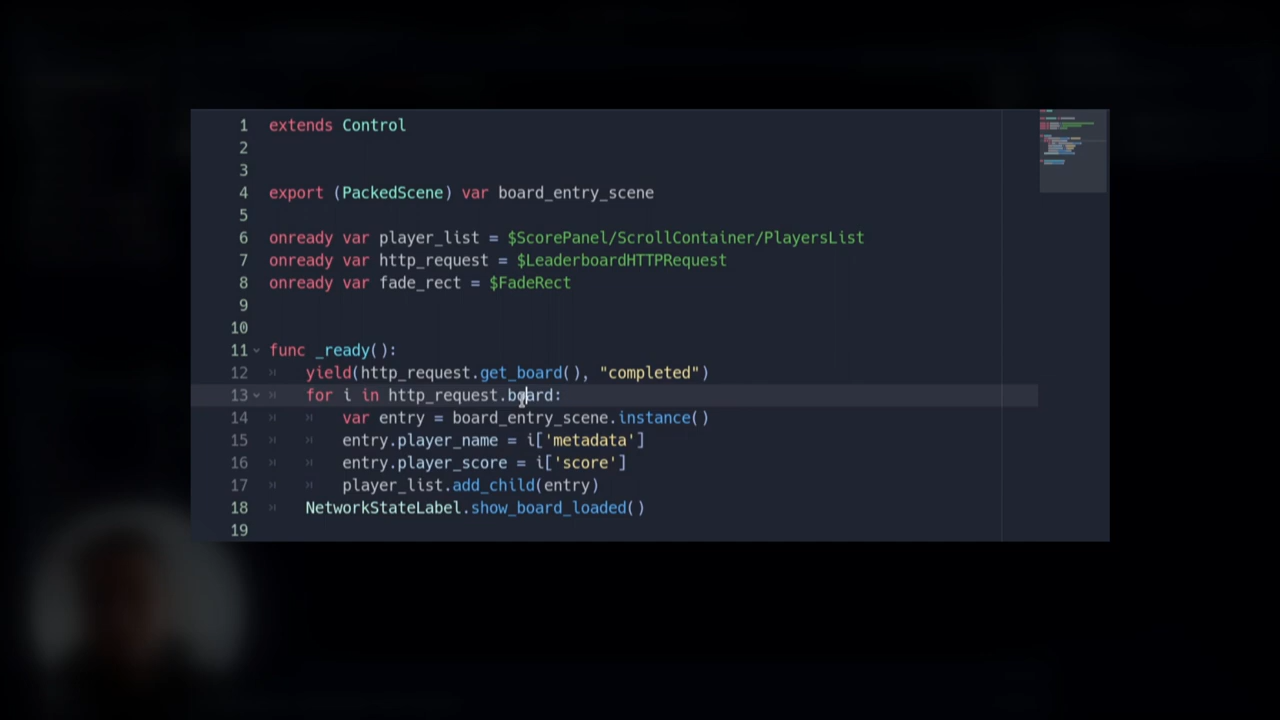 1 extends Control
2
3
4 export (PackedScene) var board_entry_scene
5
6 onready var player_list = $ScorePanel/ScrollContainer/PlayersList
7 onready var http_request = $LeaderboardHTTPRequest
8 onready var fade_rect = $FadeRect
9
10
11 func _ready():
12 yield(http_request.get_board(), "completed")
13 for i in http_request.board:
14 var entry = board_entry_scene.instance()
15 entry.player_name = i['metadata']
16 entry.player_score = i['score']
17 player_list.add_child(entry)
18 NetworkStateLabel.show_board_loaded()
19